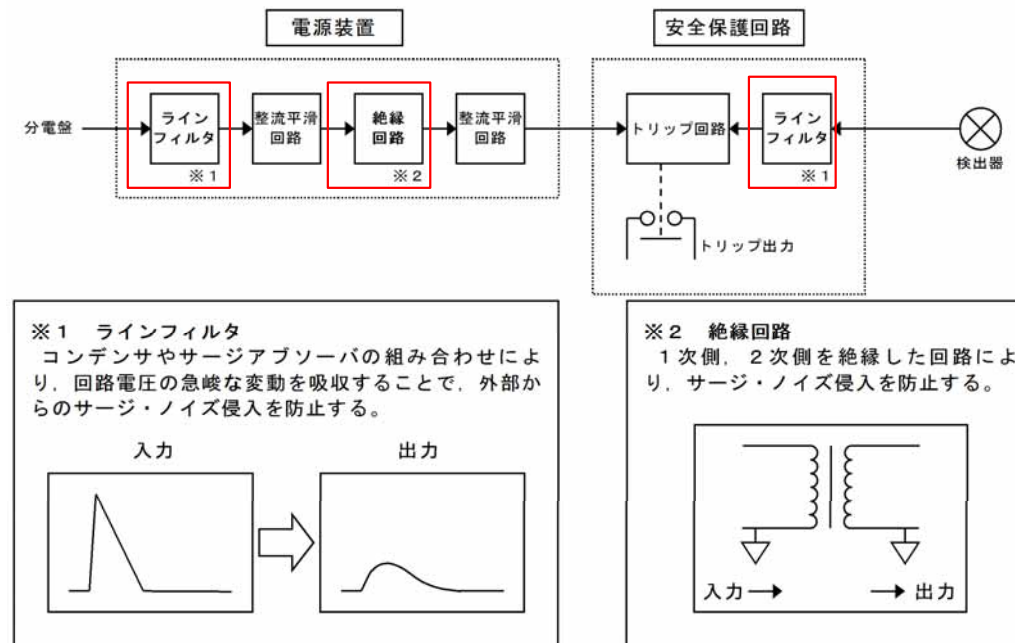 電源装置
安全保護回路
分電盤
ライン
フィルタ
※1
整流平滑
回路
絶縁
回路
※2
整流平滑
回路
トリップ回路
ライン
フィルタ
※1
検出器
トリップ出力
※1 ラインフィルタ
コンデンサやサージアブソーバの組み合わせによ
り，回路電圧の急峻な変動を吸収することで，外部か
らのサージ・ノイズ侵入を防止する。
入力
出力
※2 絶縁回路
1次側，2次側を絶縁した回路によ
り，サージ・ノイズ侵入を防止する。
入力
出力